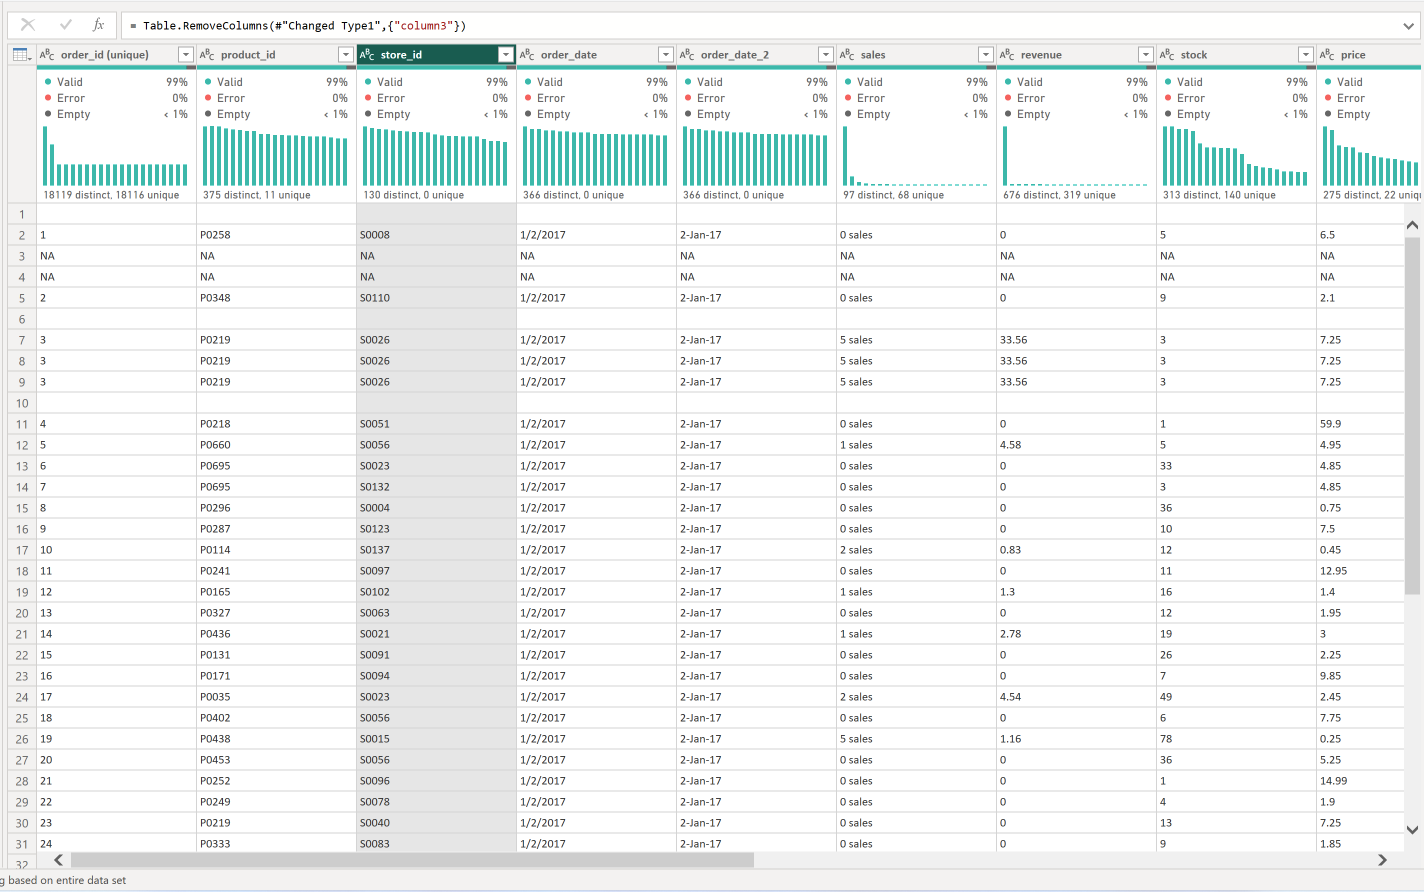 = Table.RemoveColumns(#"Changed Type1",{"column3"})
order_id (unique) product_id store_id order_date order_date_2 sales revenue stock price
Valid 99% Valid 99% Valid 99% Valid 99% Valid 99% Valid 99% Valid 99% Valid 99% Valid
Error 0% Error 0% Error 0% Error 0% Error 0% Error 0% Error 0% Error 0% Error
Empty < 1% Empty < 1% Empty < 1% Empty < 1% Empty < 1% Empty < 1% Empty < 1% Empty < 1% Empty
18119 distinct, 18116 unique 375 distinct, 11 unique 130 distinct, 0 unique 366 distinct, 0 unique 366 distinct, 0 unique 97 distinct, 68 unique 676 distinct, 319 unique 313 distinct, 140 unique 275 distinct, 22 uniq
1
2 1 P0258 S0008 1/2/2017 2-Jan-17 0 sales 0 5 6.5
3 NA NA NA NA NA NA NA NA NA
4 NA NA NA NA NA NA NA NA NA
5 2 P0348 S0110 1/2/2017 2-Jan-17 0 sales 0 9 2.1
6
7 3 P0219 S0026 1/2/2017 2-Jan-17 5 sales 33.56 3 7.25
8 3 P0219 S0026 1/2/2017 2-Jan-17 5 sales 33.56 3 7.25
9 3 P0219 S0026 1/2/2017 2-Jan-17 5 sales 33.56 3 7.25
10
11 4 P0218 S0051 1/2/2017 2-Jan-17 0 sales 0 1 59.9
12 5 P0660 S0056 1/2/2017 2-Jan-17 1 sales 4.58 5 4.95
13 6 P0695 S0023 1/2/2017 2-Jan-17 0 sales 0 33 4.85
14 7 P0695 S0132 1/2/2017 2-Jan-17 0 sales 0 3 4.85
15 8 P0296 S0004 1/2/2017 2-Jan-17 0 sales 0 36 0.75
16 9 P0287 S0123 1/2/2017 2-Jan-17 0 sales 0 10 7.5
17 10 P0114 S0137 1/2/2017 2-Jan-17 2 sales 0.83 12 0.45
18 11 P0241 S0097 1/2/2017 2-Jan-17 0 sales 0 11 12.95
19 12 P0165 S0102 1/2/2017 2-Jan-17 1 sales 1.3 16 1.4
20 13 P0327 S0063 1/2/2017 2-Jan-17 0 sales 0 12 1.95
21 14 P0436 S0021 1/2/2017 2-Jan-17 1 sales 2.78 19 3
22 15 P0131 S0091 1/2/2017 2-Jan-17 0 sales 0 26 2.25
23 16 P0171 S0094 1/2/2017 2-Jan-17 0 sales 0 7 9.85
24 17 P0035 S0023 1/2/2017 2-Jan-17 2 sales 4.54 49 2.45
25 18 P0402 S0056 1/2/2017 2-Jan-17 0 sales 0 6 7.75
26 19 P0438 S0015 1/2/2017 2-Jan-17 5 sales 1.16 78 0.25
27 20 P0453 S0056 1/2/2017 2-Jan-17 0 sales 0 36 5.25
28 21 P0252 S0096 1/2/2017 2-Jan-17 0 sales 0 1 14.99
29 22 P0249 S0078 1/2/2017 2-Jan-17 0 sales 0 4 1.9
30 23 P0219 S0040 1/2/2017 2-Jan-17 0 sales 0 13 7.25
31 24 P0333 S0083 1/2/2017 2-Jan-17 0 sales 0 9 1.85
32
g based on entire data set